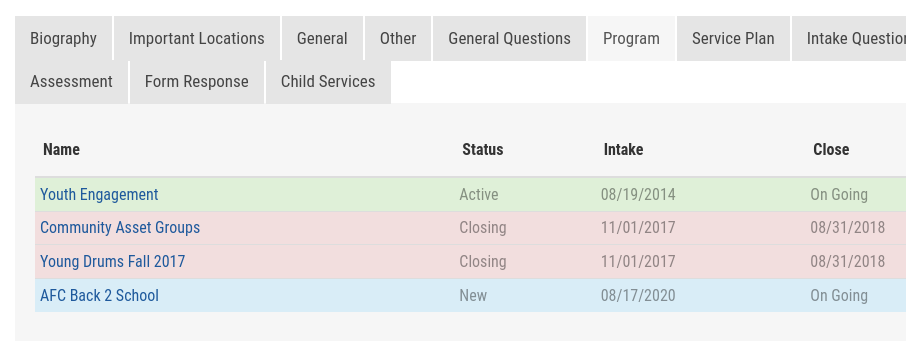 Biography Important Locations General Other General Questions Program Service Plan Intake
Assessment Form Response Child Services
Name Status Intake Close
Youth Engagement Active 08/19/2014 On Going
Community Asset Groups Closing 11/01/2017 08/31/2018
Young Drums Fall 2017 Closing 11/01/2017 08/31/2018
AFC Back 2 School New 08/17/2020 On Going